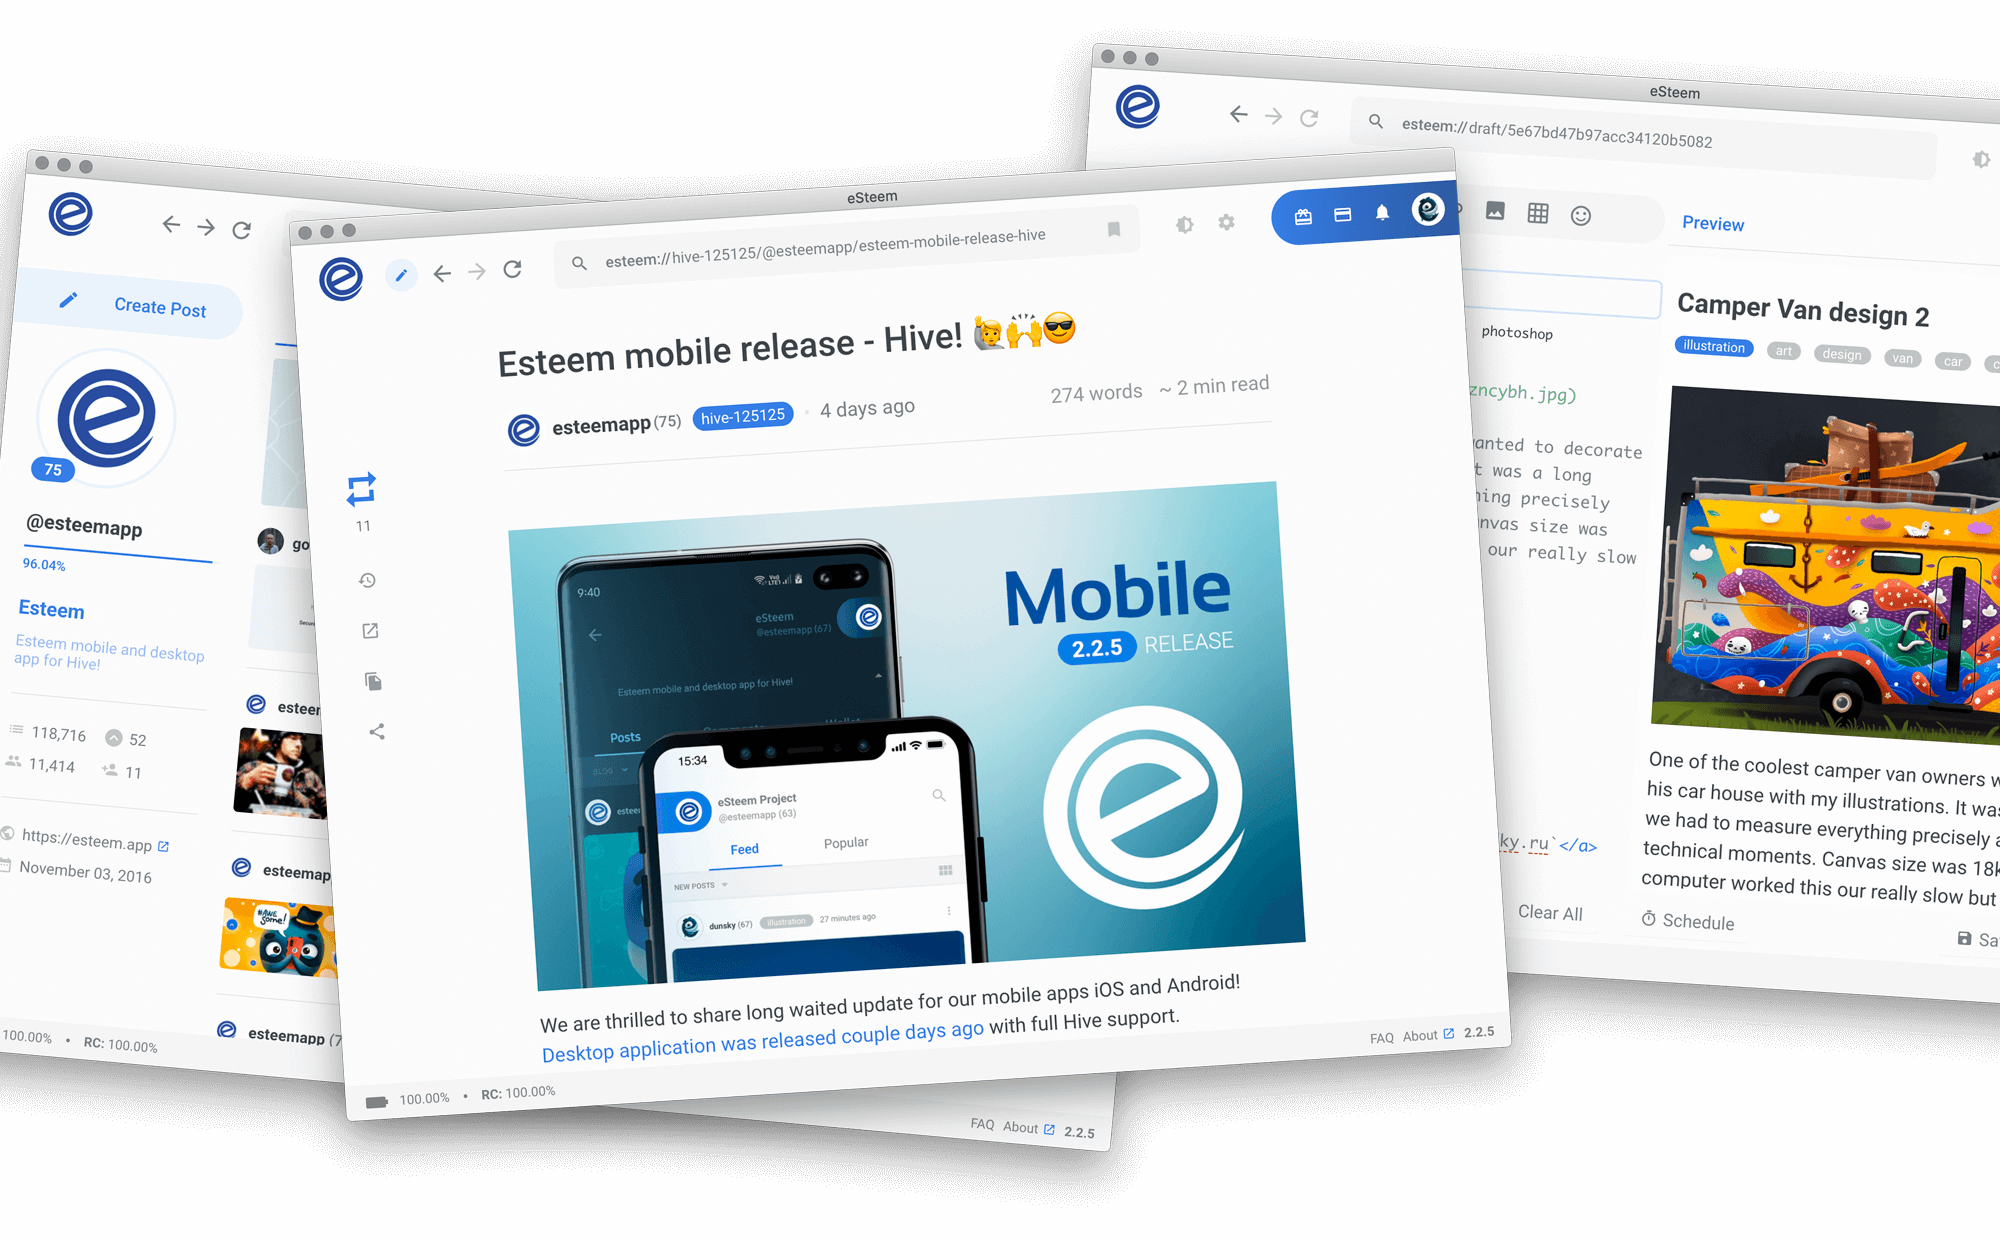 Create Post
75
@esteemapp
96.04%
Esteem
Esteem mobile and desktop
app for Hive!
118,716
52
11,414
11
https://esteem.app
November 03, 2016
100.00% • RC: 100.00%
go
esteem
#AWE
some!
esteemap
esteemapp (7
FAQ About 2.2.5
eSteem
esteem://hive-125125/@esteemapp/esteem-mobile-release-hive
Esteem mobile release - Hive!
esteemapp (75) hive-125125 • 4 days ago
274 words ~ 2 min read
11
9:40
eSteem
@esteemapp (67)
Esteem mobile and desktop app for Hive!
Posts Comments Wallet
BLOG
esteem
15:34
eSteem Project
@esteemapp (63)
Feed Popular
NEW POSTS
dunsky (67) illustration 27 minutes ago
Mobile
2.2.5 RELEASE
We are thrilled to share long waited update for our mobile apps iOS and Android!
Desktop application was released couple days ago with full Hive support.
100.00% • RC: 100.00%
FAQ About 2.2.5
eSteem
esteem://draft/5e67bd47b97acc34120b5082
photoshop
zncybh.jpg)
anted to decorate
t was a long
ing precisely
nvas size was
our really slow
ky.ru`</a>
Clear All
Preview
Camper Van design 2
illustration art design van car c
One of the coolest camper van owners w
his car house with my illustrations. It was
we had to measure everything precisely a
technical moments. Canvas size was 18k
computer worked this our really slow but
Schedule
Sa